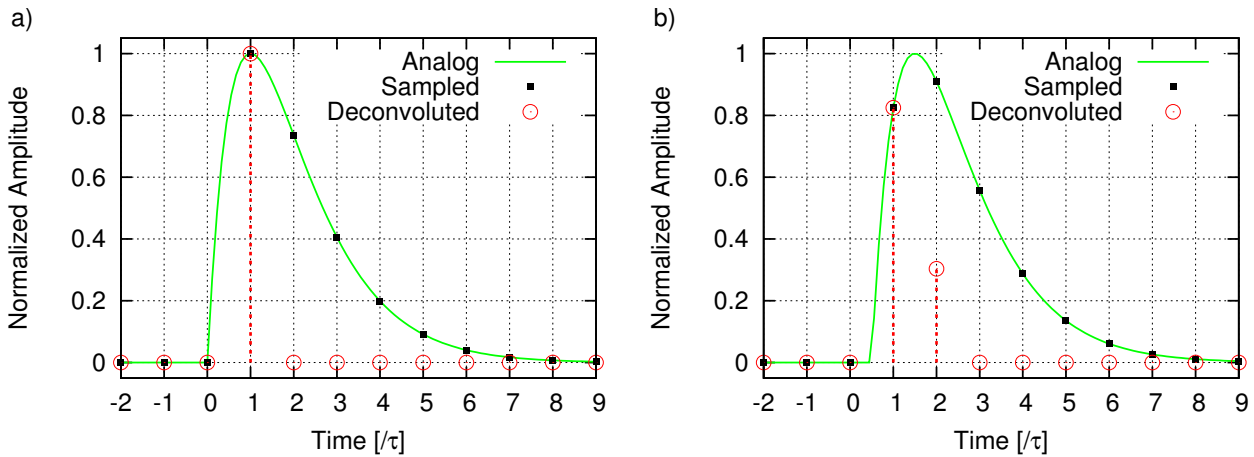 a)
Normalized Amplitude
1
0.8
0.6
0.4
0.2
0
Analog
Sampled
Deconvoluted
-2 -1 0 1 2 3 4 5 6 7 8 9
Time [/τ]
b)
Normalized Amplitude
1
0.8
0.6
0.4
0.2
0
Analog
Sampled
Deconvoluted
-2 -1 0 1 2 3 4 5 6 7 8 9
Time [/τ]